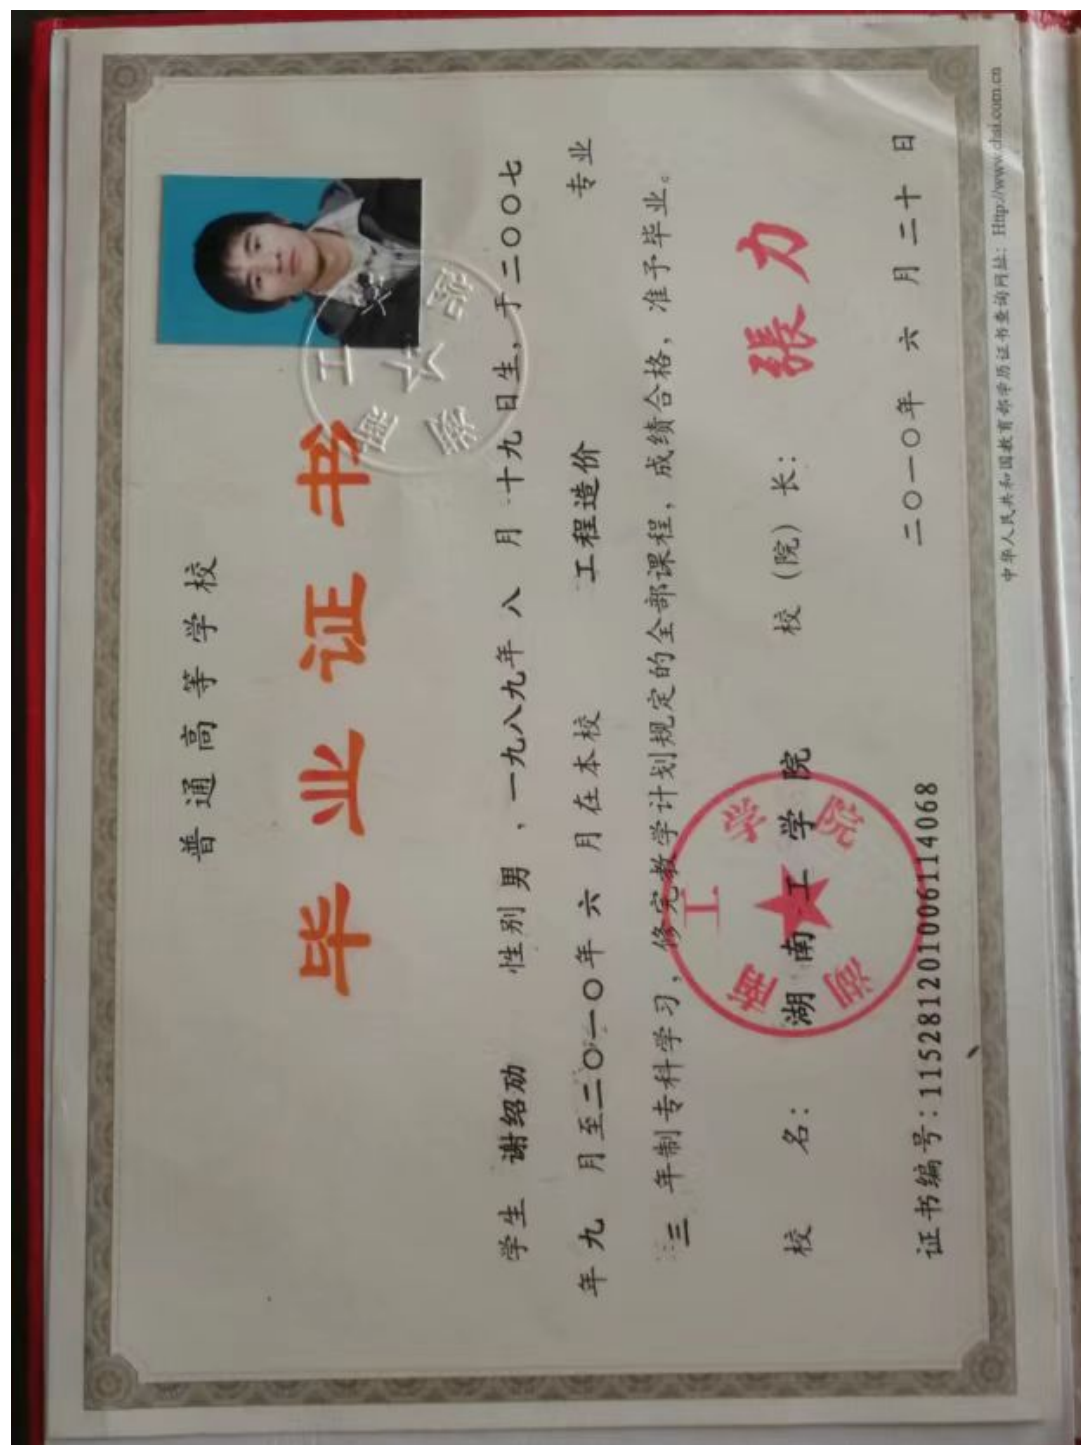 普通高等学校
毕业证书
学生 谢绍劢 性别 男 ，一九八九年 八 月 十九 日生，于二〇〇七
年 九 月至二〇一〇年 六 月在本校 工程造价 专业
三 年制专科学习，修完教学计划规定的全部课程，成绩合格，准予毕业。
校 名： 湖南工学院 校（院）长： 張力
湖南工学院
证书编号：115281201006114068 二〇一〇年 六 月 二十 日
中华人民共和国教育部学历证书查询网址：Http://www.chsi.com.cn